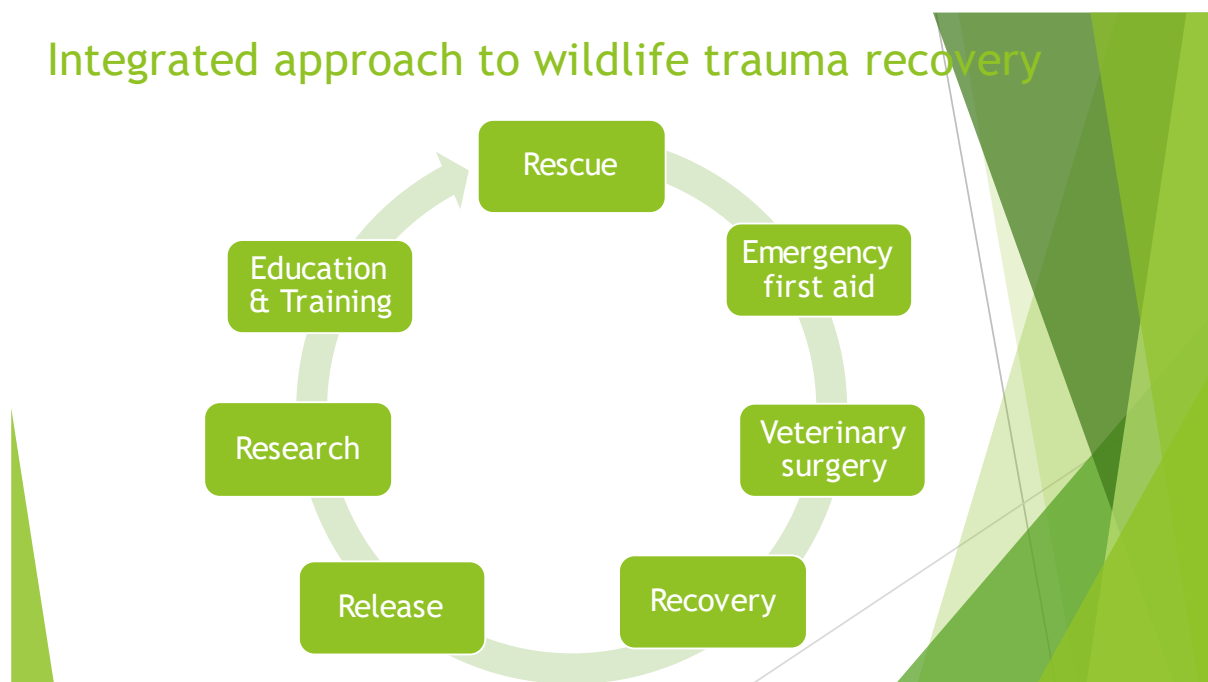 Integrated approach to wildlife trauma recovery
Rescue
Emergency
first aid
Veterinary
surgery
Recovery
Release
Research
Education
& Training